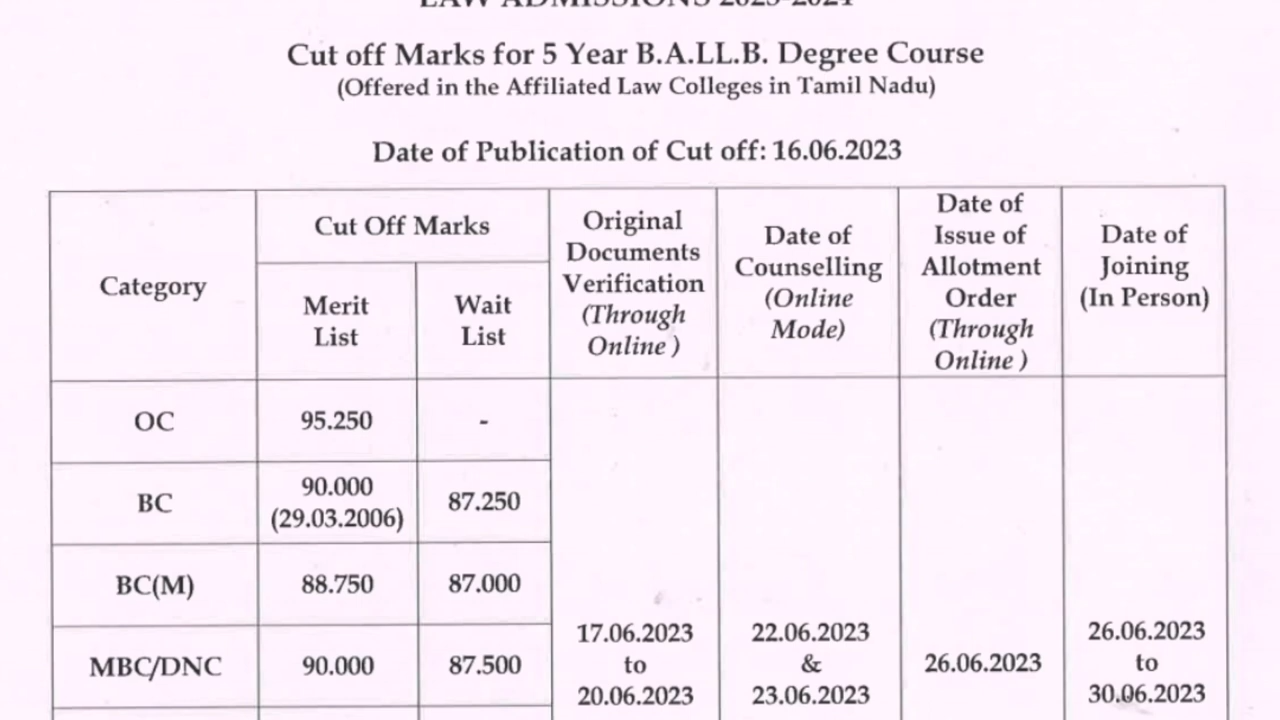 LAW ADMISSIONS 2023-2024
Cut off Marks for 5 Year B.A.LL.B. Degree Course
(Offered in the Affiliated Law Colleges in Tamil Nadu)
Date of Publication of Cut off: 16.06.2023
Category
Cut Off Marks
Merit
List
Wait
List
Original
Documents
Verification
(Through
Online )
Date of
Counselling
(Online
Mode)
Date of
Issue of
Allotment
Order
(Through
Online )
Date of
Joining
(In Person)
OC
95.250
-
BC
90.000
(29.03.2006)
87.250
BC(M)
88.750
87.000
MBC/DNC
90.000
87.500
17.06.2023
to
20.06.2023
22.06.2023
&
23.06.2023
26.06.2023
26.06.2023
to
30.06.2023